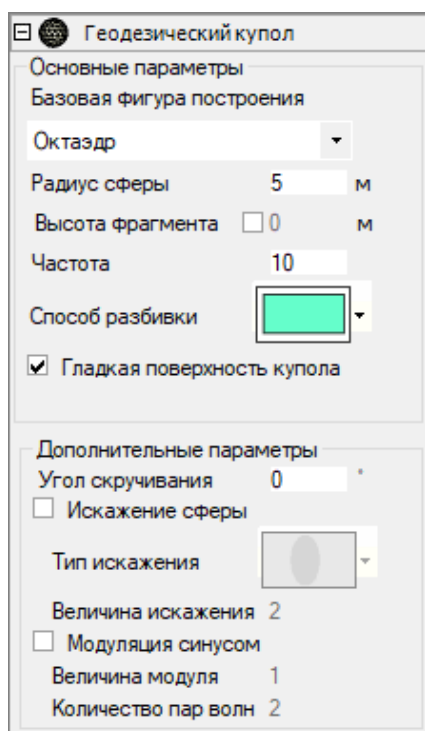 Геодезический купол
Основные параметры
Базовая фигура построения
Октаэдр
Радиус сферы 5 м
Высота фрагмента 0 м
Частота 10
Способ разбивки
Гладкая поверхность купола
Дополнительные параметры
Угол скручивания 0 °
Искажение сферы
Тип искажения
Величина искажения 2
Модуляция синусом
Величина модуля 1
Количество пар волн 2